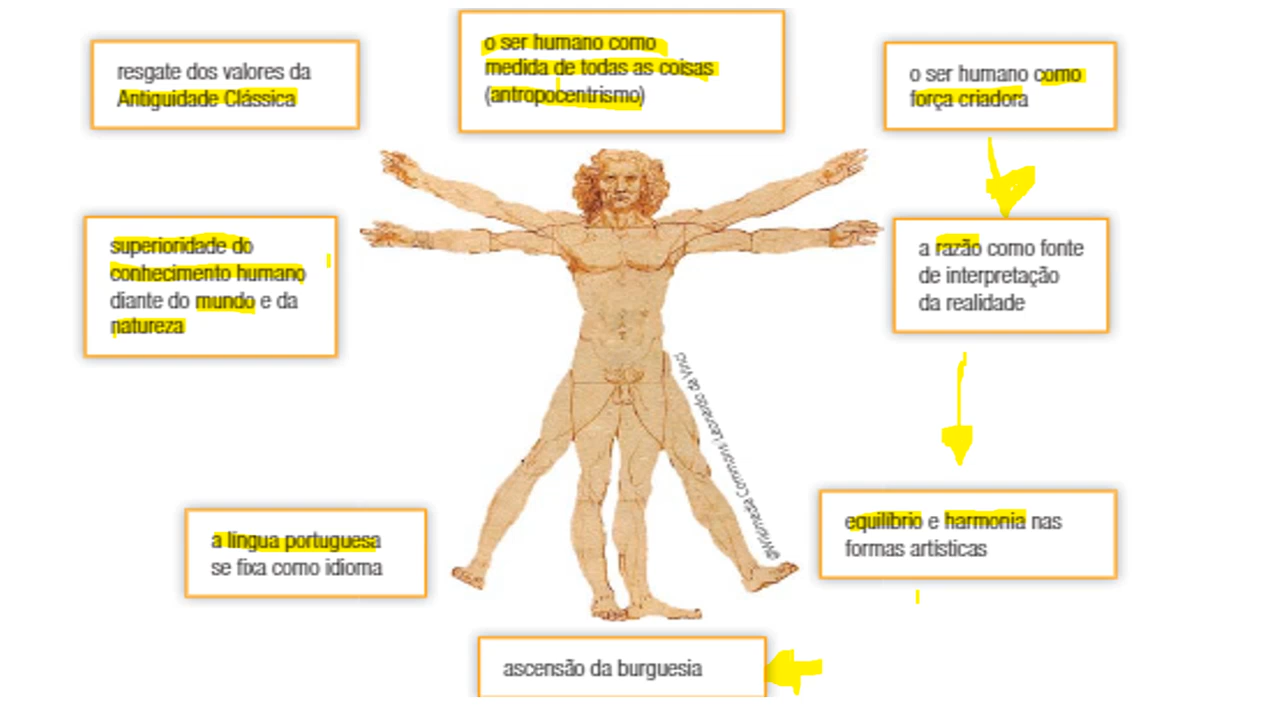 resgate dos valores da
Antiguidade Clássica
o ser humano como
medida de todas as coisas
(antropocentrismo)
o ser humano como
força criadora
superioridade do
conhecimento humano
diante do mundo e da
natureza
a razão como fonte
de interpretação
da realidade
©Wikimedia Commons/Leonardo da Vinci
a língua portuguesa
se fixa como idioma
equilíbrio e harmonia nas
formas artísticas
ascensão da burguesia